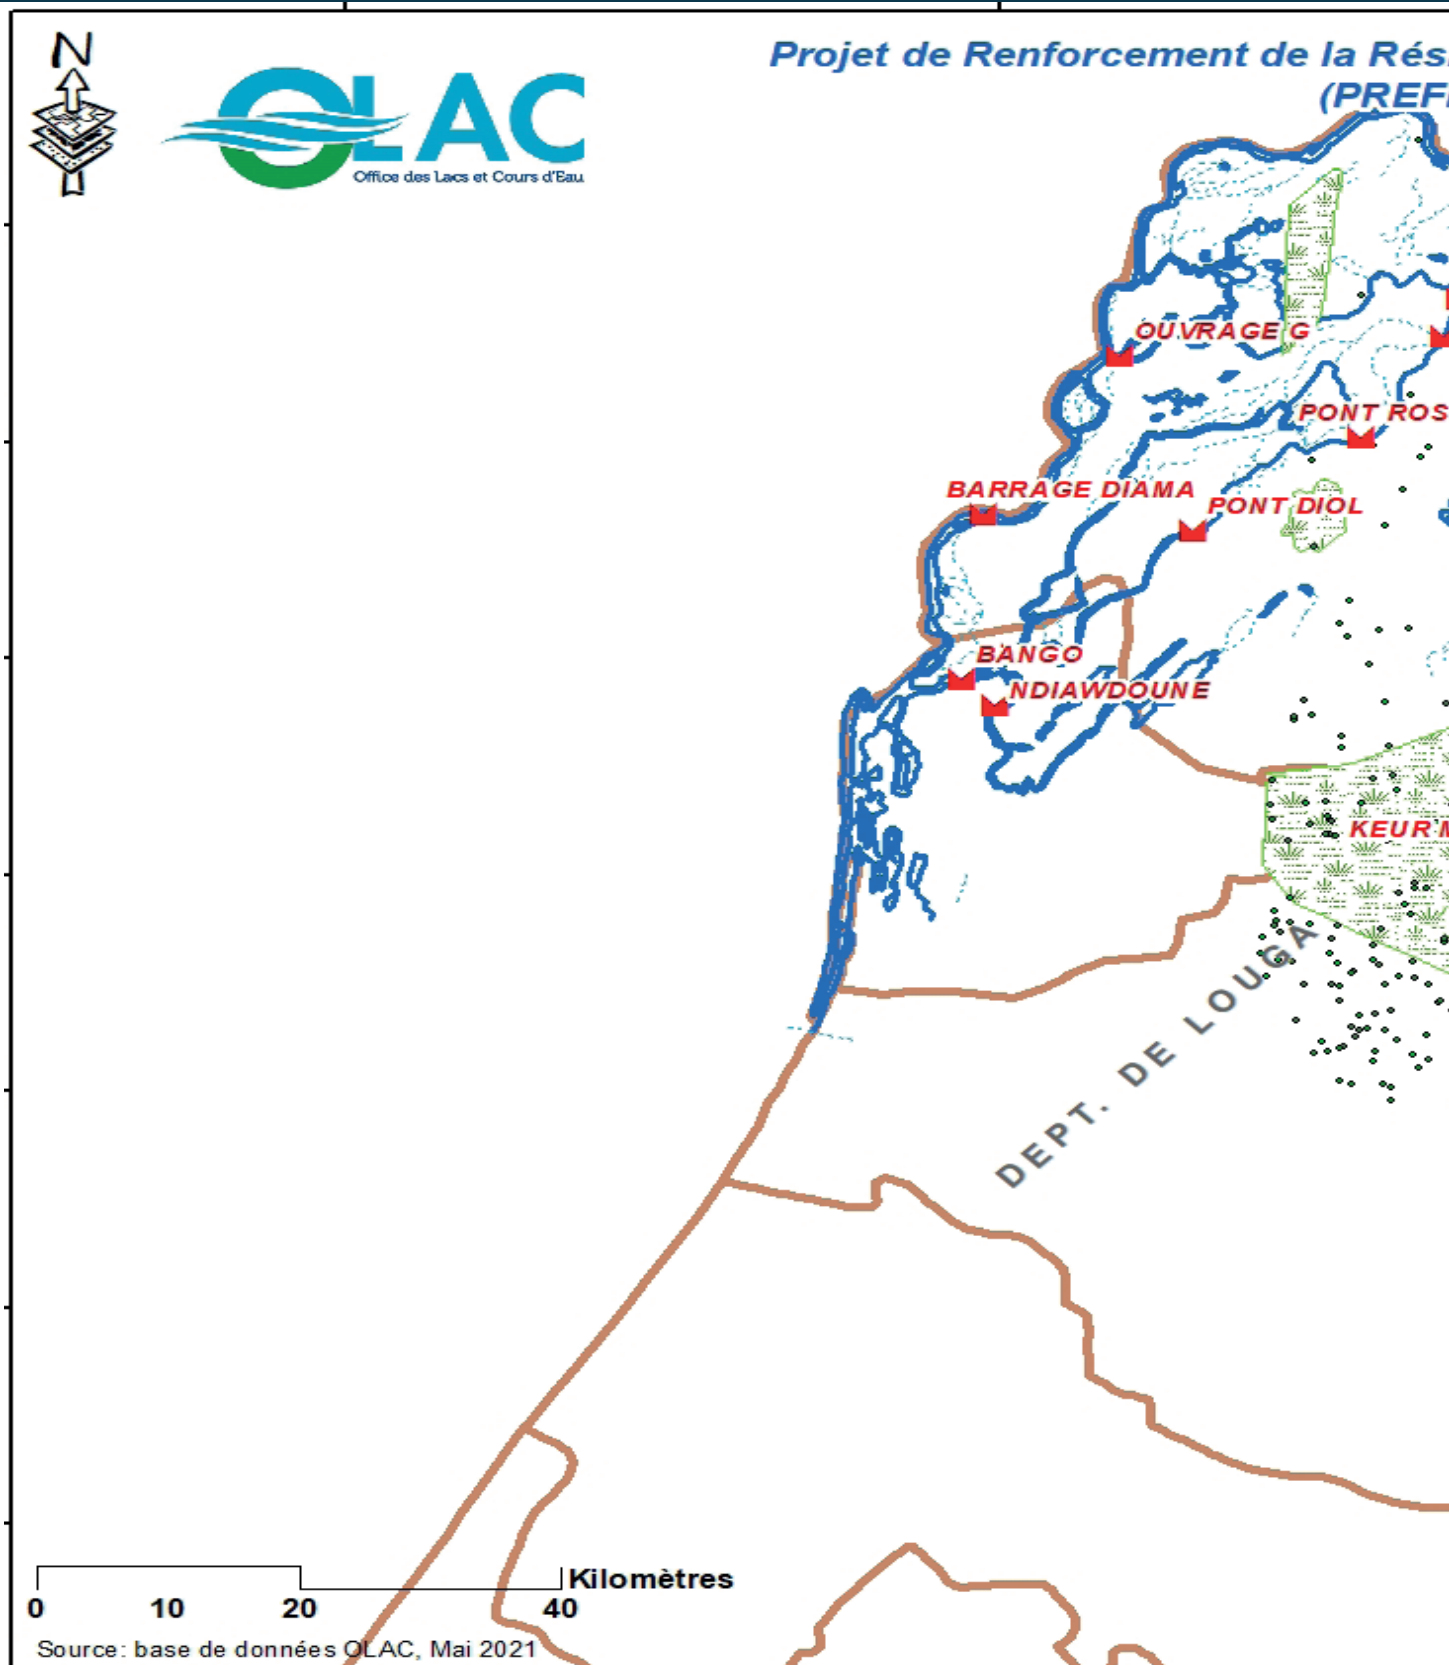 N
OLAC
Office des Lacs et Cours d'Eau
Projet de Renforcement de la Rés
(PREF
OUVRAGE G
PONT ROS
BARRAGE DIAMA
PONT DIOL
BANGO
NDIAWDOUNE
KEUR M
DEPT. DE LOUGA
Kilomètres
0 10 20 40
Source: base de données OLAC, Mai 2021